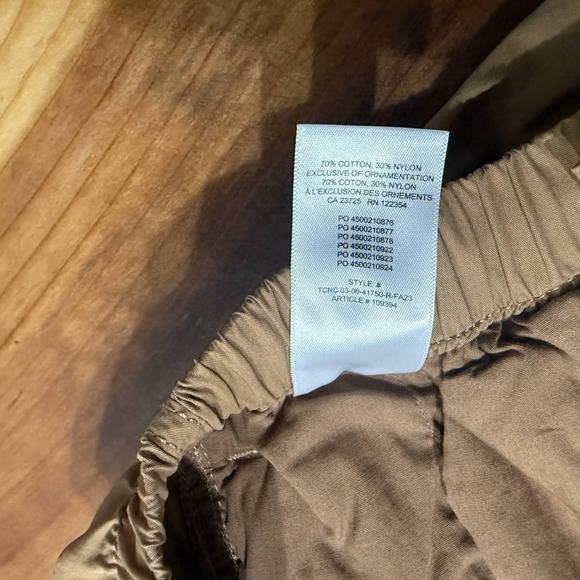 70% COTTON, 30% NYLON
EXCLUSIVE OF ORNAMENTATION
70% COTON, 30% NYLON
À L'EXCLUSION DES ORNEMENTS
CA 23725 RN 122354
PO 4500210876
PO 4500210877
PO 4500210878
PO 4500210922
PO 4500210923
PO 4500210924
STYLE #
TCNC 03-06-41750-R-FA23
ARTICLE # 109394